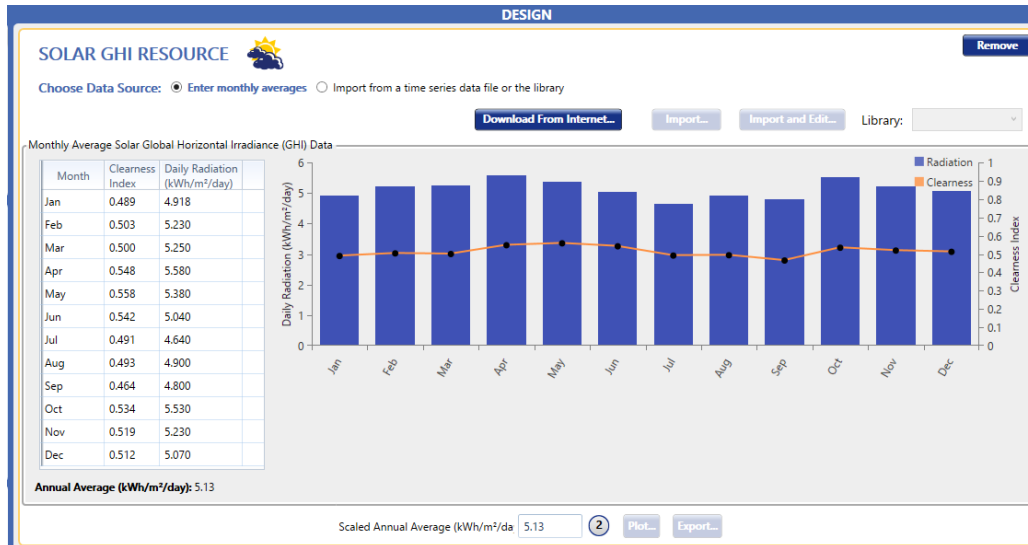 DESIGN
SOLAR GHI RESOURCE
Remove
Choose Data Source: Enter monthly averages Import from a time series data file or the library
Download From Internet... Import... Import and Edit... Library:
Monthly Average Solar Global Horizontal Irradiance (GHI) Data
Month Clearness Index Daily Radiation (kWh/m²/day)
Jan 0.489 4.918
Feb 0.503 5.230
Mar 0.500 5.250
Apr 0.548 5.580
May 0.558 5.380
Jun 0.542 5.040
Jul 0.491 4.640
Aug 0.493 4.900
Sep 0.464 4.800
Oct 0.534 5.530
Nov 0.519 5.230
Dec 0.512 5.070
Annual Average (kWh/m²/day): 5.13
Daily Radiation (kWh/m²/day)
6
5
4
3
2
1
0
Jan Feb Mar Apr May Jun Jul Aug Sep Oct Nov Dec
Radiation
Clearness
1
0.9
0.8
0.7
0.6
0.5
0.4
0.3
0.2
0.1
0
Clearness Index
Scaled Annual Average (kWh/m²/da 5.13 2 Plot... Export...